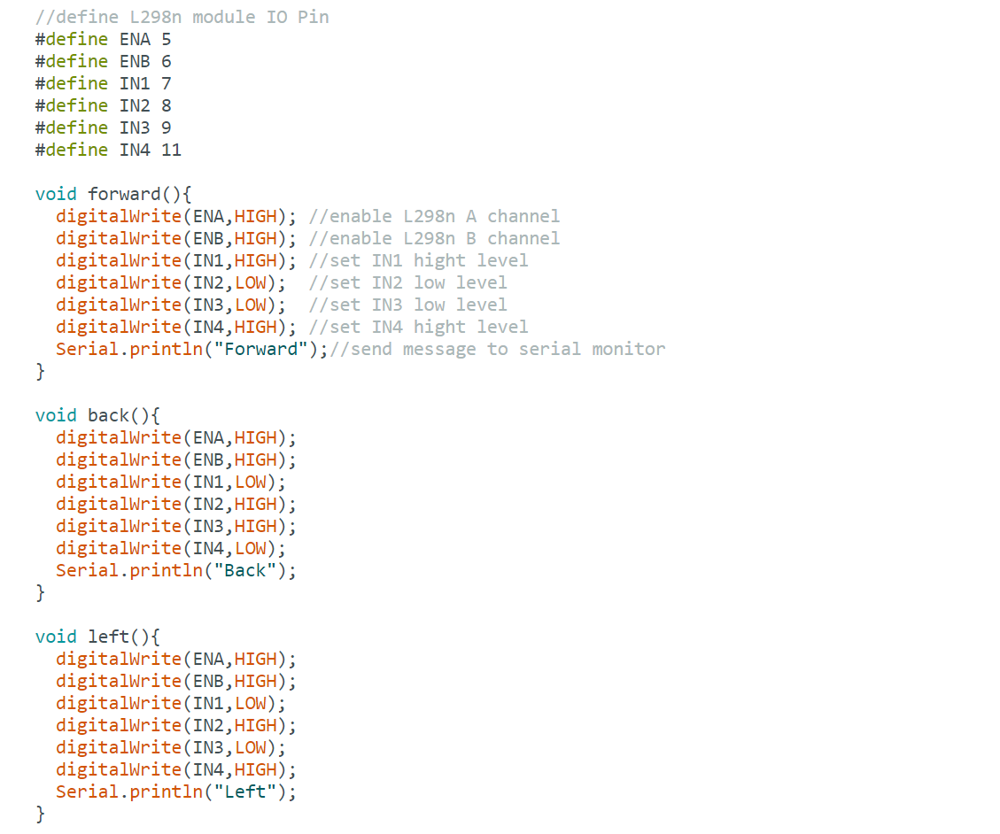 //define L298n module IO Pin
#define ENA 5
#define ENB 6
#define IN1 7
#define IN2 8
#define IN3 9
#define IN4 11
void forward(){
digitalWrite(ENA,HIGH); //enable L298n A channel
digitalWrite(ENB,HIGH); //enable L298n B channel
digitalWrite(IN1,HIGH); //set IN1 hight level
digitalWrite(IN2,LOW);  //set IN2 low level
digitalWrite(IN3,LOW);  //set IN3 low level
digitalWrite(IN4,HIGH); //set IN4 hight level
Serial.println("Forward");//send message to serial monitor
}
void back(){
digitalWrite(ENA,HIGH);
digitalWrite(ENB,HIGH);
digitalWrite(IN1,LOW);
digitalWrite(IN2,HIGH);
digitalWrite(IN3,HIGH);
digitalWrite(IN4,LOW);
Serial.println("Back");
}
void left(){
digitalWrite(ENA,HIGH);
digitalWrite(ENB,HIGH);
digitalWrite(IN1,LOW);
digitalWrite(IN2,HIGH);
digitalWrite(IN3,LOW);
digitalWrite(IN4,HIGH);
Serial.println("Left");
}